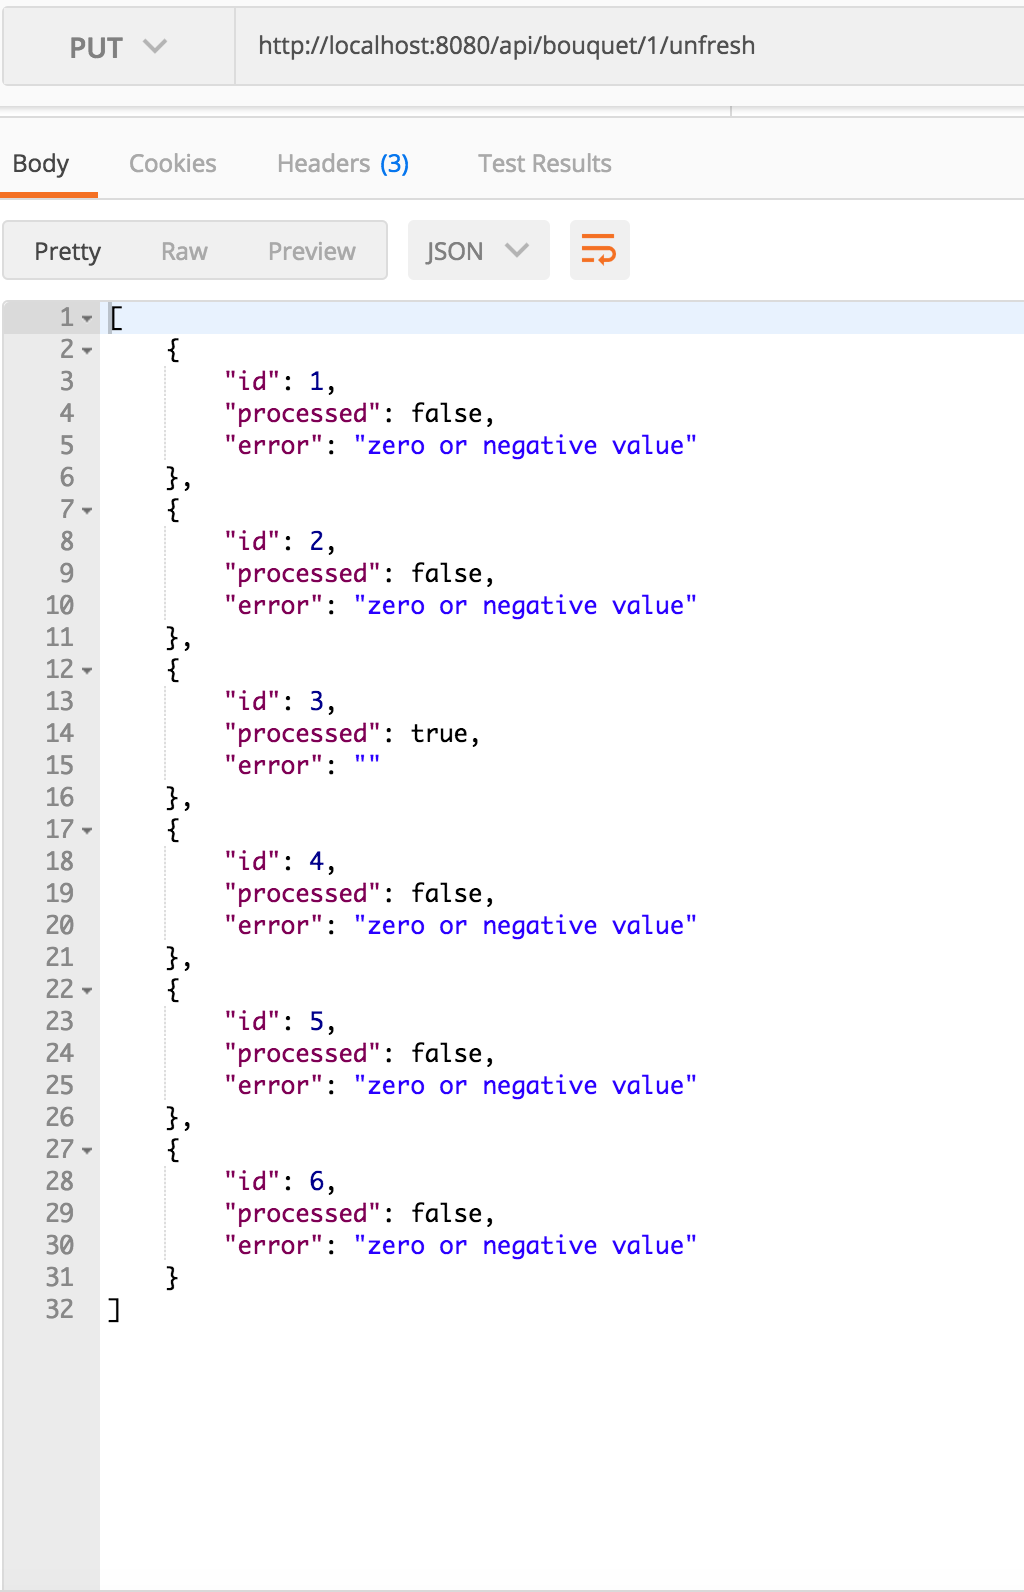 PUT http://localhost:8080/api/bouquet/1/unfresh
Body Cookies Headers (3) Test Results
Pretty Raw Preview JSON
1 [
2 {
3 "id": 1,
4 "processed": false,
5 "error": "zero or negative value"
6 },
7 {
8 "id": 2,
9 "processed": false,
10 "error": "zero or negative value"
11 },
12 {
13 "id": 3,
14 "processed": true,
15 "error": ""
16 },
17 {
18 "id": 4,
19 "processed": false,
20 "error": "zero or negative value"
21 },
22 {
23 "id": 5,
24 "processed": false,
25 "error": "zero or negative value"
26 },
27 {
28 "id": 6,
29 "processed": false,
30 "error": "zero or negative value"
31 }
32 ]